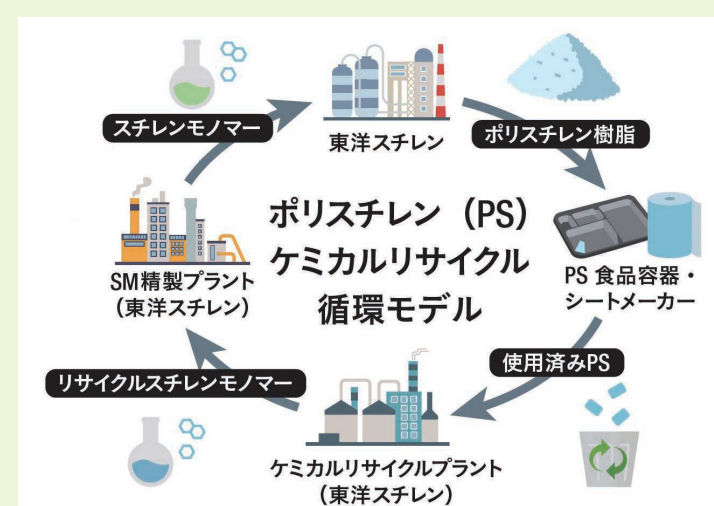 スチレンモノマー
東洋スチレン
ポリスチレン樹脂
ポリスチレン（PS）
ケミカルリサイクル
循環モデル
SM精製プラント
（東洋スチレン）
PS 食品容器・
シートメーカー
使用済みPS
リサイクルスチレンモノマー
ケミカルリサイクルプラント
（東洋スチレン）